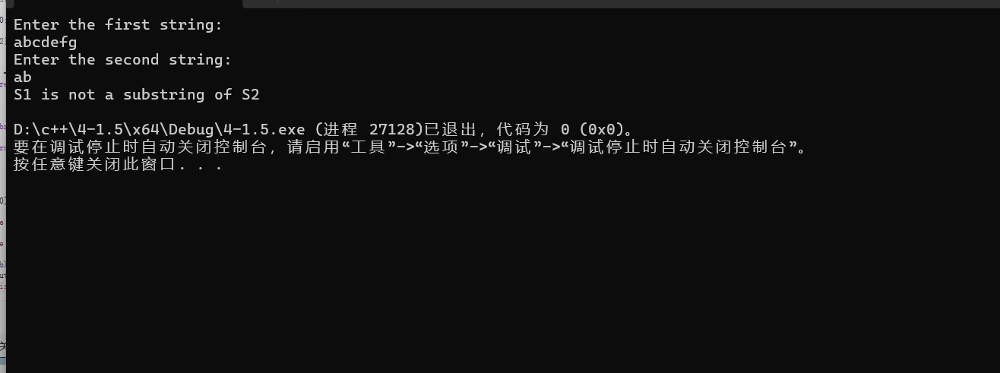 Enter the first string:
abcdefg
Enter the second string:
ab
S1 is not a substring of S2
D:\c++\4-1.5\x64\Debug\4-1.5.exe (进程 27128)已退出，代码为 0 (0x0)。
要在调试停止时自动关闭控制台，请启用“工具”->“选项”->“调试”->“调试停止时自动关闭控制台”。
按任意键关闭此窗口. . .